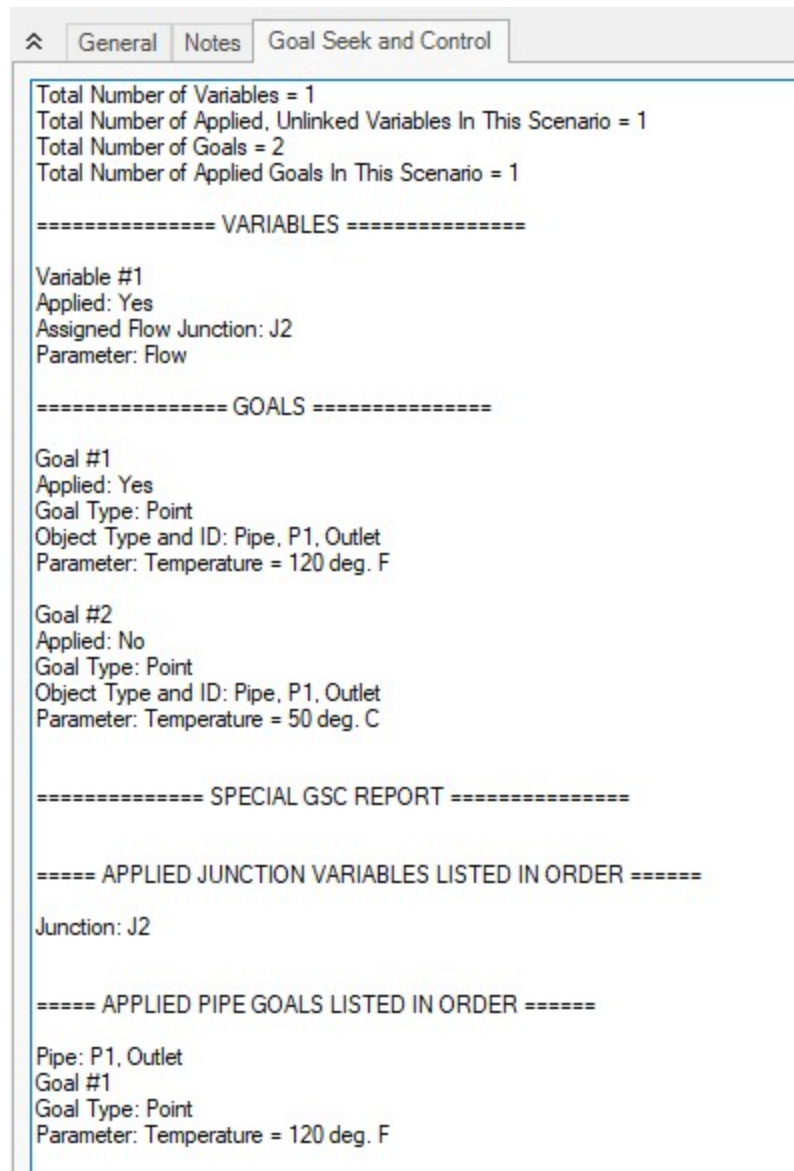 General Notes Goal Seek and Control
Total Number of Variables = 1
Total Number of Applied, Unlinked Variables In This Scenario = 1
Total Number of Goals = 2
Total Number of Applied Goals In This Scenario = 1
=============== VARIABLES ===============
Variable #1
Applied: Yes
Assigned Flow Junction: J2
Parameter: Flow
================ GOALS ===============
Goal #1
Applied: Yes
Goal Type: Point
Object Type and ID: Pipe, P1, Outlet
Parameter: Temperature = 120 deg. F
Goal #2
Applied: No
Goal Type: Point
Object Type and ID: Pipe, P1, Outlet
Parameter: Temperature = 50 deg. C
============== SPECIAL GSC REPORT ===============
===== APPLIED JUNCTION VARIABLES LISTED IN ORDER ======
Junction: J2
===== APPLIED PIPE GOALS LISTED IN ORDER ======
Pipe: P1, Outlet
Goal #1
Goal Type: Point
Parameter: Temperature = 120 deg. F